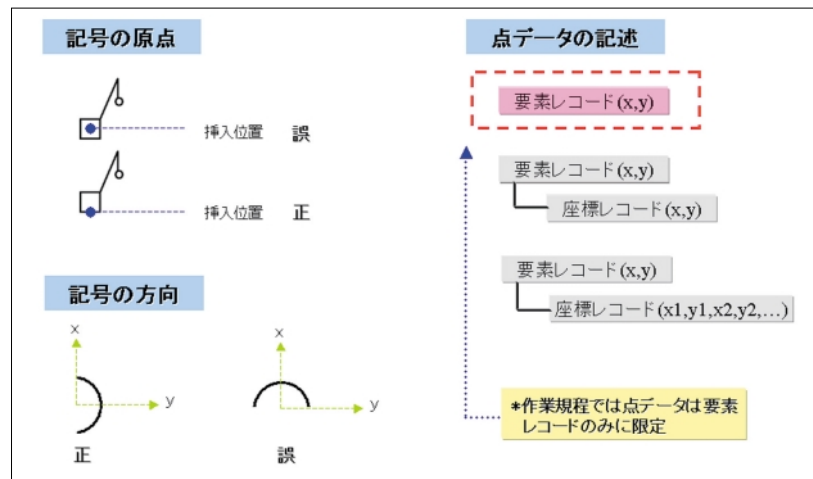 記号の原点
挿入位置 誤
挿入位置 正
記号の方向
x
y
正
x
y
誤
点データの記述
要素レコード(x,y)
要素レコード(x,y)
座標レコード(x,y)
要素レコード(x,y)
座標レコード(x1,y1,x2,y2,…)
*作業規程では点データは要素
レコードのみに限定